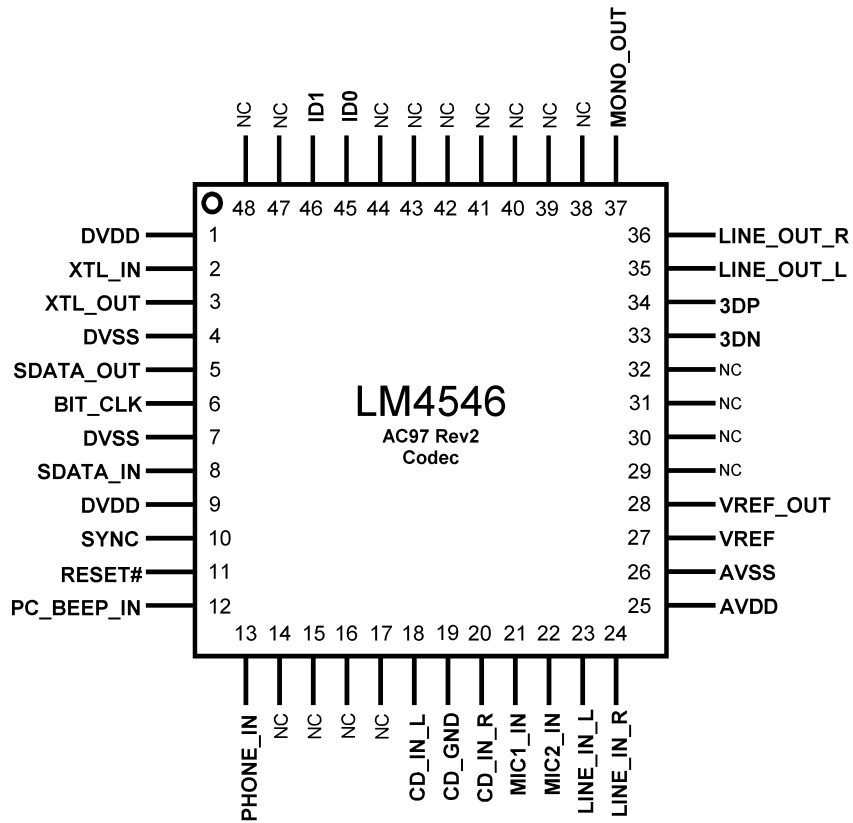 NC NC ID1 ID0 NC NC NC NC NC NC NC MONO_OUT
48 47 46 45 44 43 42 41 40 39 38 37
DVDD 1 36 LINE_OUT_R
XTL_IN 2 35 LINE_OUT_L
XTL_OUT 3 34 3DP
DVSS 4 33 3DN
SDATA_OUT 5 32 NC
BIT_CLK 6 31 NC
LM4546
DVSS 7 30 NC
AC97 Rev2
Codec
SDATA_IN 8 29 NC
DVDD 9 28 VREF_OUT
SYNC 10 27 VREF
RESET# 11 26 AVSS
PC_BEEP_IN 12 25 AVDD
13 14 15 16 17 18 19 20 21 22 23 24
PHONE_IN NC NC NC NC CD_IN_L CD_GND CD_IN_R MIC1_IN MIC2_IN LINE_IN_L LINE_IN_R